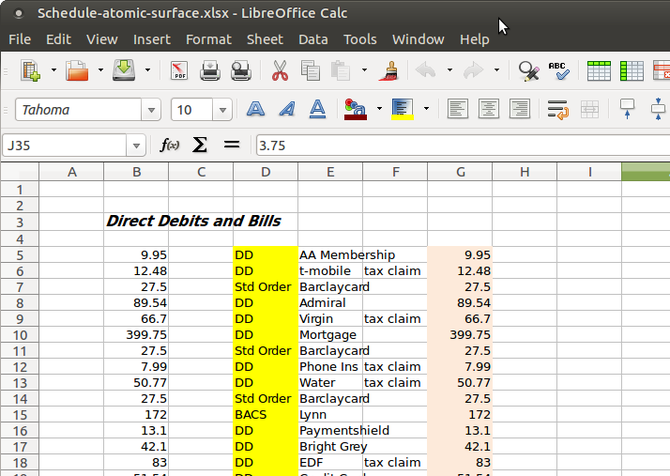 Schedule-atomic-surface.xlsx - LibreOffice Calc
File Edit View Insert Format Sheet Data Tools Window Help
PDF ABC
Tahoma 10 A A A
J35 f(x) Σ = 3.75
A B C D E F G H I
1
2
3 Direct Debits and Bills
4
5 9.95 DD AA Membership 9.95
6 12.48 DD t-mobile tax claim 12.48
7 27.5 Std Order Barclaycard 27.5
8 89.54 DD Admiral 89.54
9 66.7 DD Virgin tax claim 66.7
10 399.75 DD Mortgage 399.75
11 27.5 Std Order Barclaycard 27.5
12 7.99 DD Phone Ins tax claim 7.99
13 50.77 DD Water tax claim 50.77
14 27.5 Std Order Barclaycard 27.5
15 172 BACS Lynn 172
16 13.1 DD Paymentshield 13.1
17 42.1 DD Bright Grey 42.1
18 83 DD EDF tax claim 83